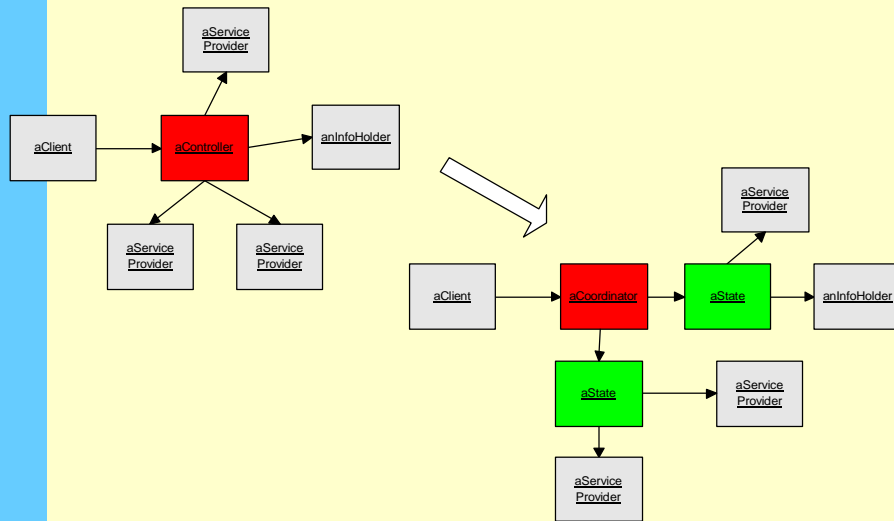 aService
Provider
aClient
aController
anInfoHolder
aService
Provider
aService
Provider
aService
Provider
aClient
aCoordinator
aState
anInfoHolder
aState
aService
Provider
aService
Provider